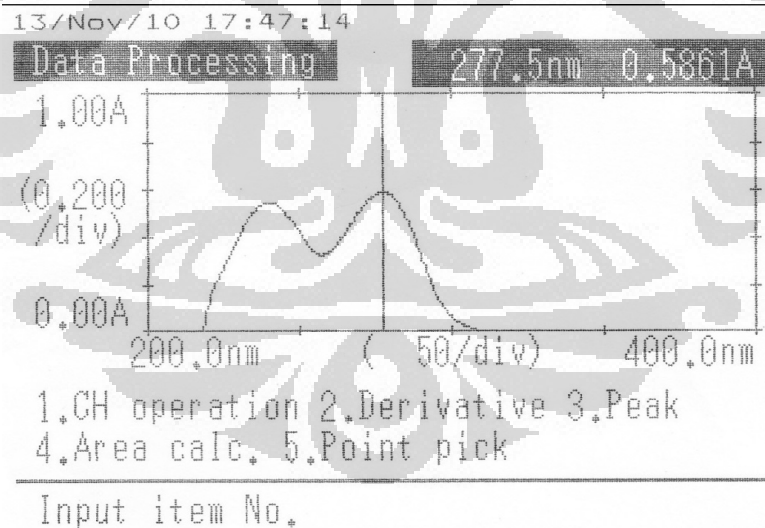 13/Nov/10 17:47:14
Data Processing 277.5nm 0.5861A
1.00A
(0.200
/div)
0.00A
200.0nm ( 50/div) 400.0nm
1.CH operation 2.Derivative 3.Peak
4.Area calc. 5.Point pick
Input item No.